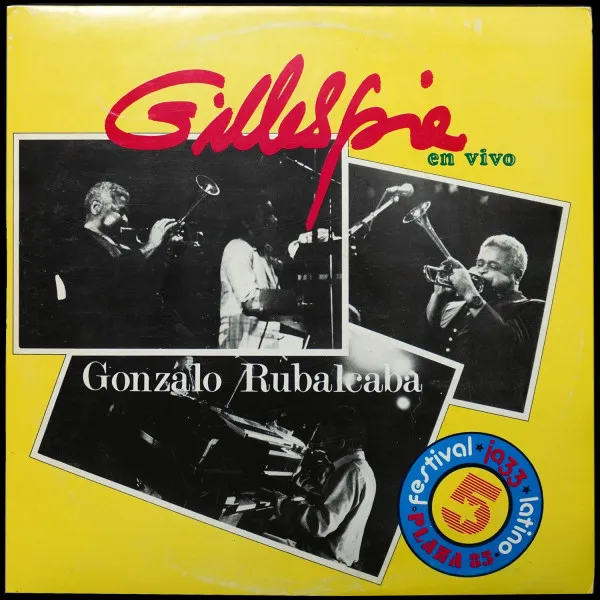 Gillespie
en vivo
Gonzalo Rubalcaba
festival • jazz • latino
5
PLAZA 85